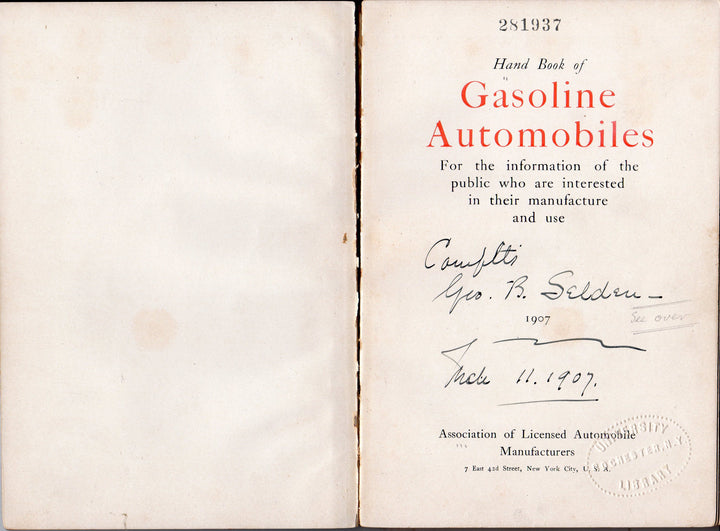 281937
Hand Book of
Gasoline
Automobiles
For the information of the
public who are interested
in their manufacture
and use
Complts
Geo. B. Selden
1907
See over
11. 1907.
Association of Licensed Automobile
Manufacturers
7 East 42d Street, New York City, U. S. A.
UNIVERSITY
ROCHESTER, N.Y.
LIBRARY